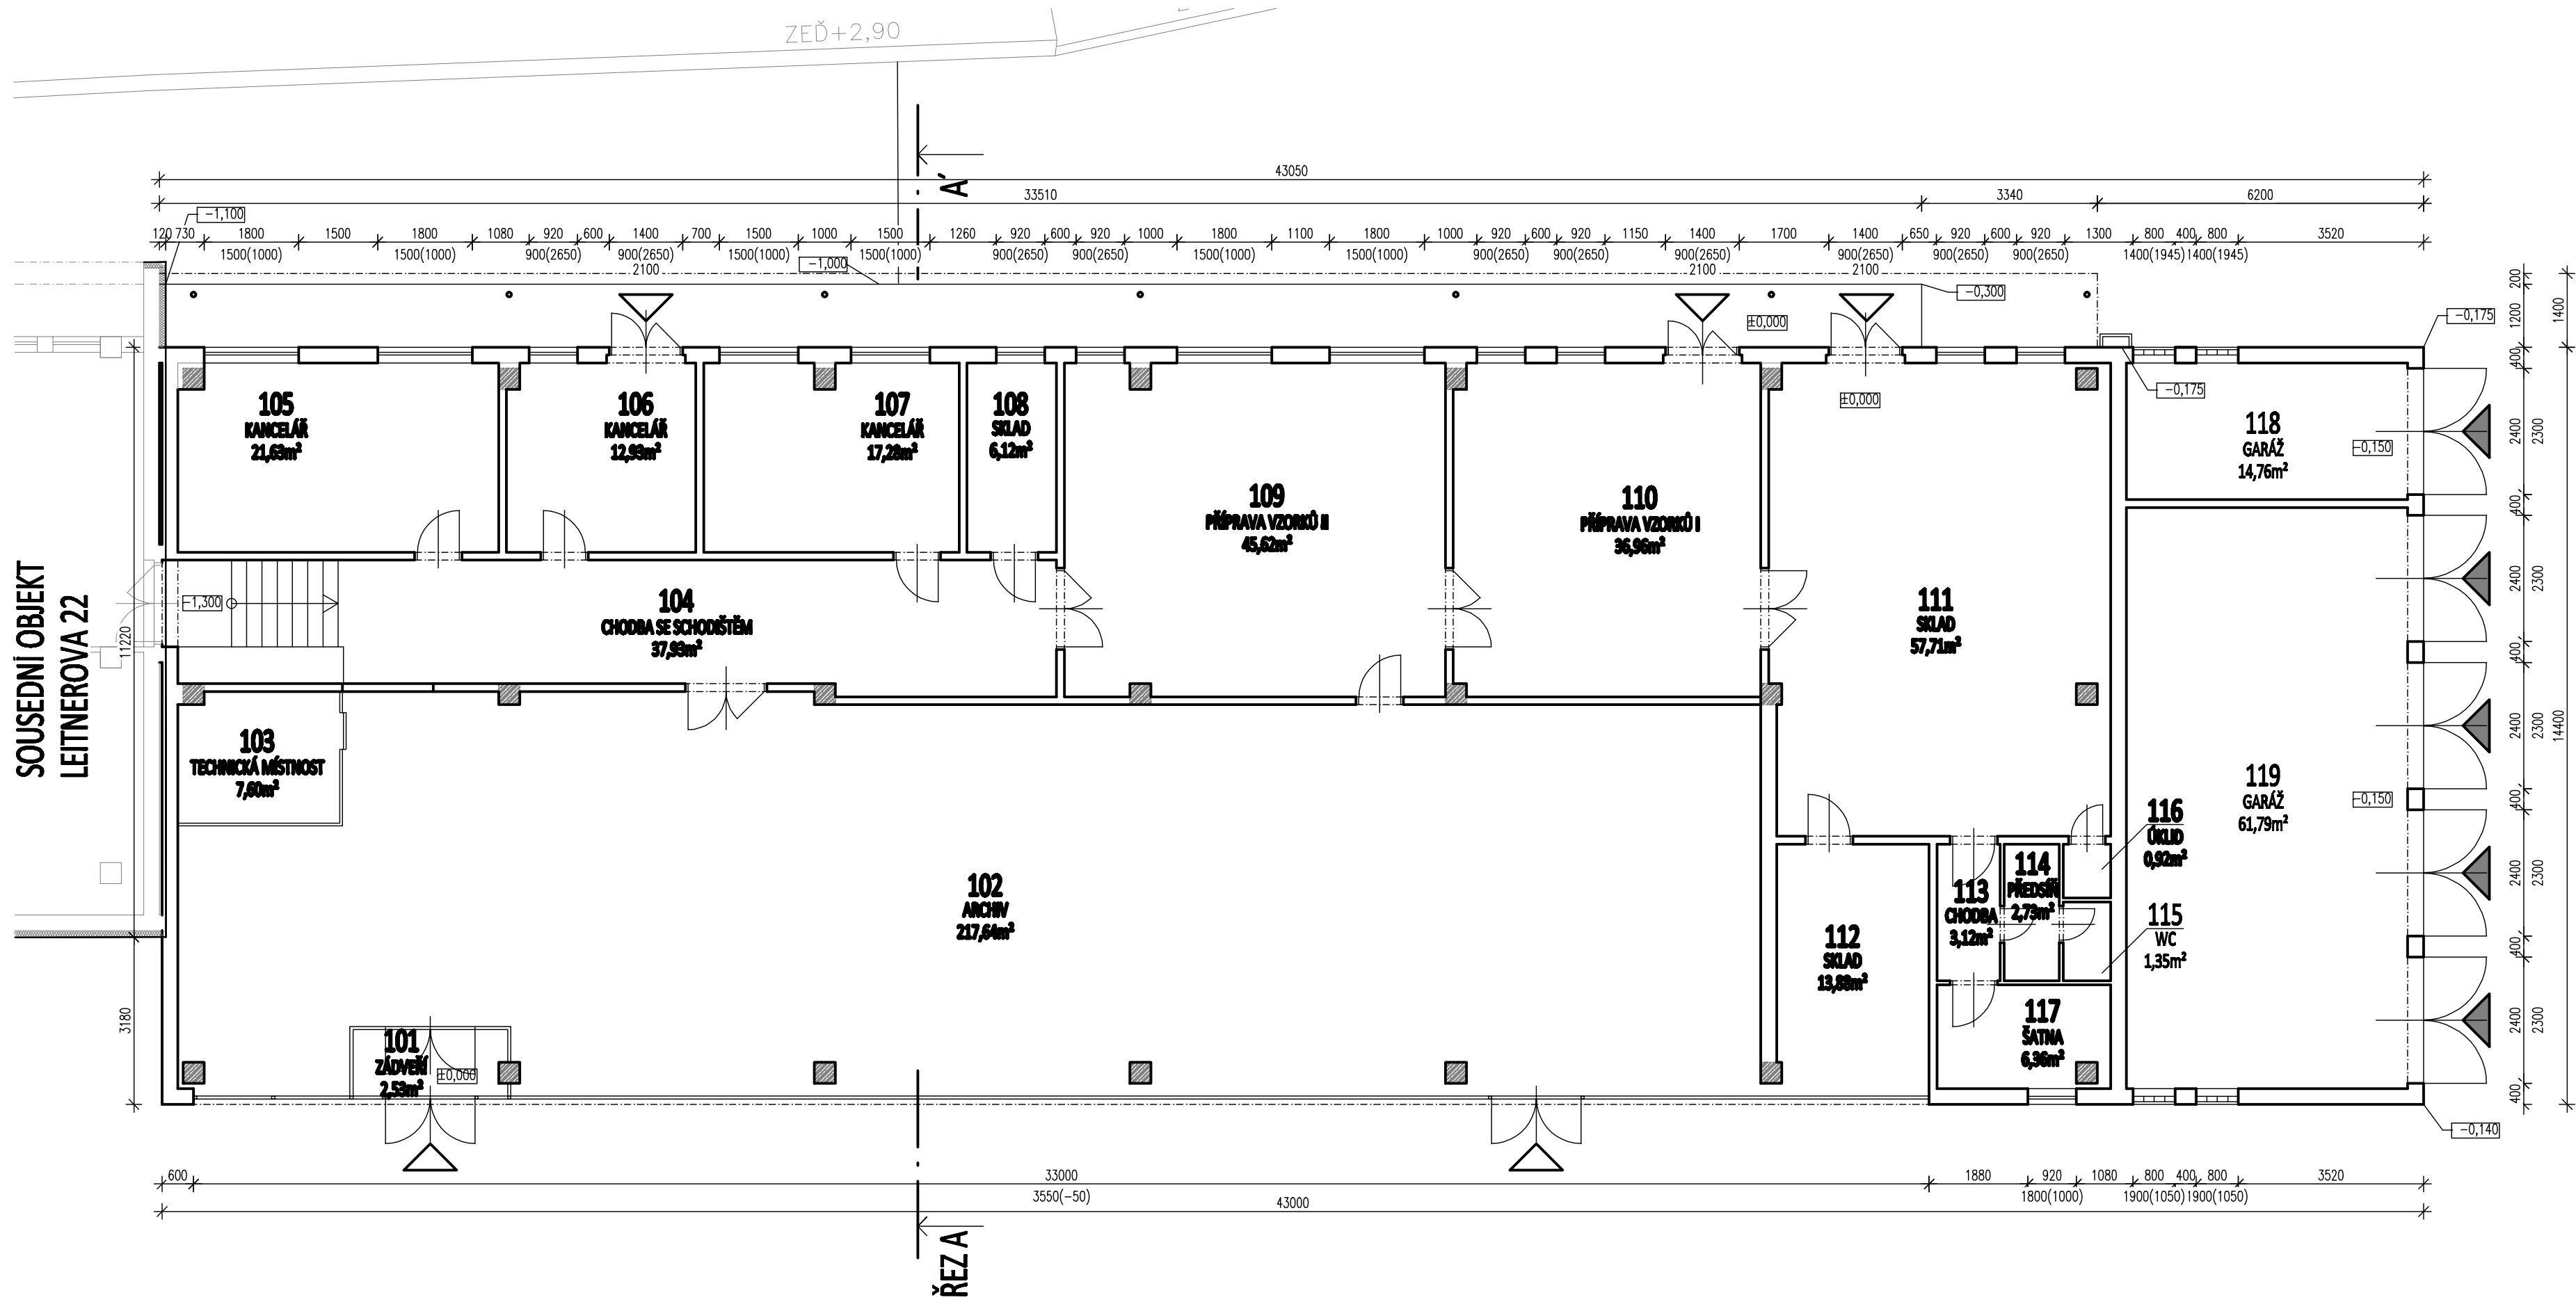 ZEĎ+2,90
A´
43050
33510 3340 6200
-1,100
120 730 1800 1500 1800 1080 920 600 1400 700 1500 1000 1500 1260 920 600 920 1000 1800 1100 1800 1000 920 600 920 1150 1400 1700 1400 650 920 600 920 1300 800 400 800 3520
1500(1000) 1500(1000) 900(2650) 900(2650) 1500(1000) 1500(1000) 900(2650) 900(2650) 1500(1000) 1500(1000) 900(2650) 900(2650) 900(2650) 900(2650) 900(2650) 900(2650) 1400(1945) 1400(1945)
2100 -1,000 2100 2100
-0,300
±0,000
-0,175
-0,175
±0,000
105
KANCELÁŘ
21,63m²
106
KANCELÁŘ
12,93m²
107
KANCELÁŘ
17,28m²
108
SKLAD
6,12m²
109
PŘÍPRAVA VZORKŮ II
45,62m²
110
PŘÍPRAVA VZORKŮ I
36,96m²
118
GARÁŽ
14,76m²
-0,150
SOUSEDNÍ OBJEKT
LEITNEROVA 22
-1,300
104
CHODBA SE SCHODIŠTĚM
37,93m²
111
SKLAD
57,71m²
103
TECHNICKÁ MÍSTNOST
7,60m²
119
GARÁŽ
61,79m²
-0,150
116
ÚKLID
0,92m²
102
ARCHIV
217,64m²
112
SKLAD
13,88m²
113
CHODBA
3,12m²
114
PŘEDSÍŇ
2,73m²
115
WC
1,35m²
117
ŠATNA
6,36m²
101
ZÁDVEŘÍ
2,53m²
±0,000
-0,140
11220
3180
200
1200
1400
400
2400 2300
400
2400 2300
400
2400 2300
14400
400
2400 2300
400
2400 2300
400
600 33000 1880 920 1080 800 400 800 3520
3550(-50) 1800(1000) 1900(1050) 1900(1050)
43000
ŘEZ A